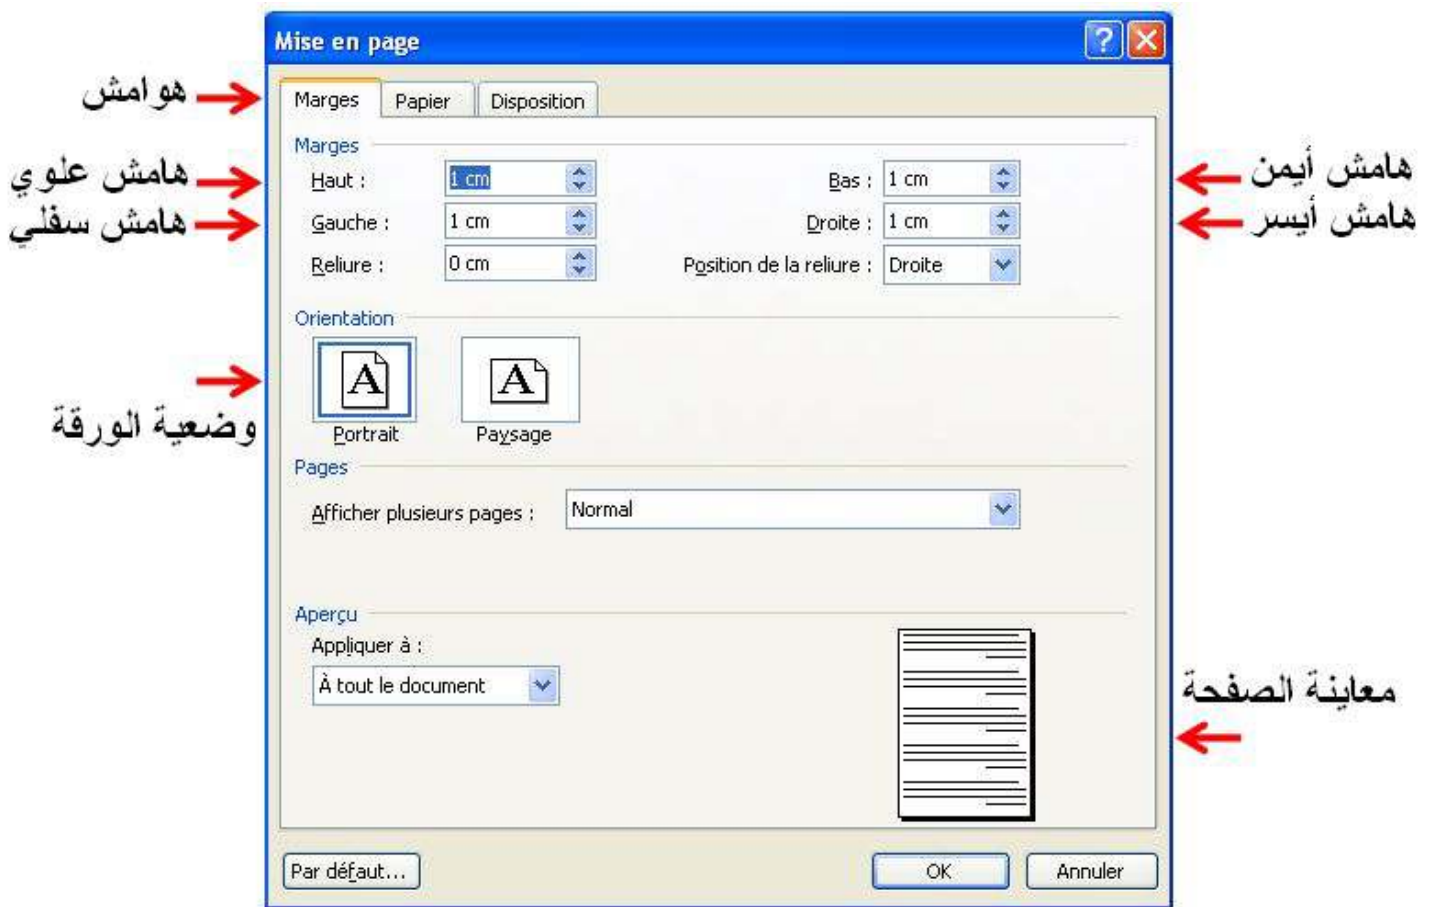 Mise en page
هوامش
Marges Papier Disposition
Marges
هامش علوي
Haut : 1 cm Bas : 1 cm
هامش أيمن
هامش سفلي
Gauche : 1 cm Droite : 1 cm
هامش أيسر
Reliure : 0 cm Position de la reliure : Droite
Orientation
A A
Portrait Paysage
وضعية الورقة
Pages
Afficher plusieurs pages : Normal
Aperçu
Appliquer à :
À tout le document
معاينة الصفحة
Par défaut... OK Annuler